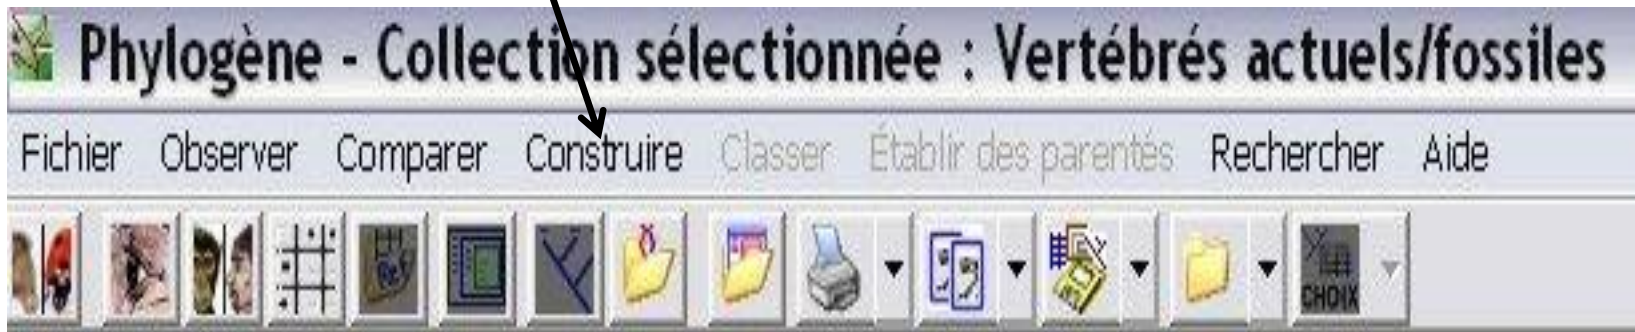 Phylogène - Collection sélectionnée : Vertébrés actuels/fossiles
Fichier Observer Comparer Construire Classer Établir des parentés Rechercher Aide
CHOIX